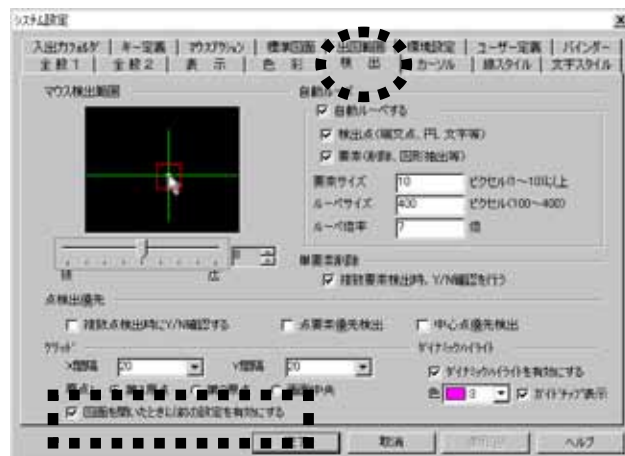 システム設定
入出力フォルダ キー定義 マウスプション 標準図面 出図範囲 環境設定 ユーザー定義 バインダー
全般1 全般2 表示 色彩 検出 カーソル 線スタイル 文字スタイル
マウス検出範囲
自動ルーペ
自動ルーペする
検出点(端交点、円、文字等)
要素(削除、図形抽出等)
要素サイズ 10 ピクセル(1~10)以上
ルーペサイズ 400 ピクセル(100~400)
ルーペ倍率 7 倍
狭 広 8
単要素削除
複数要素検出時、Y/N確認を行う
点検出優先
複数点検出時にY/N確認する 点要素優先検出 中心点優先検出
グリッド
X間隔 20 Y間隔 20
ダイナミックハイライト
ダイナミックハイライトを有効にする
色 ガイドチップ表示
図面を開いたとき以前の設定を有効にする
取消 ヘルプ